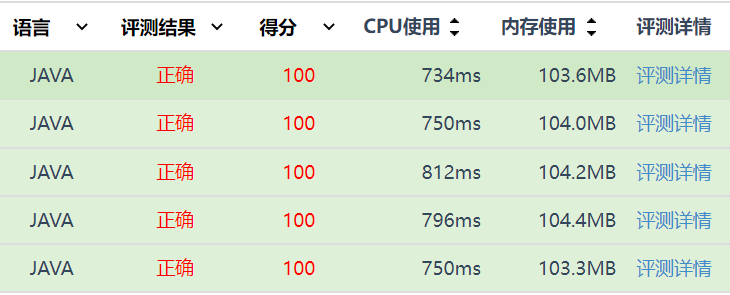 语言 评测结果 得分 CPU使用 内存使用 评测详情
JAVA 正确 100 734ms 103.6MB 评测详情
JAVA 正确 100 750ms 104.0MB 评测详情
JAVA 正确 100 812ms 104.2MB 评测详情
JAVA 正确 100 796ms 104.4MB 评测详情
JAVA 正确 100 750ms 103.3MB 评测详情